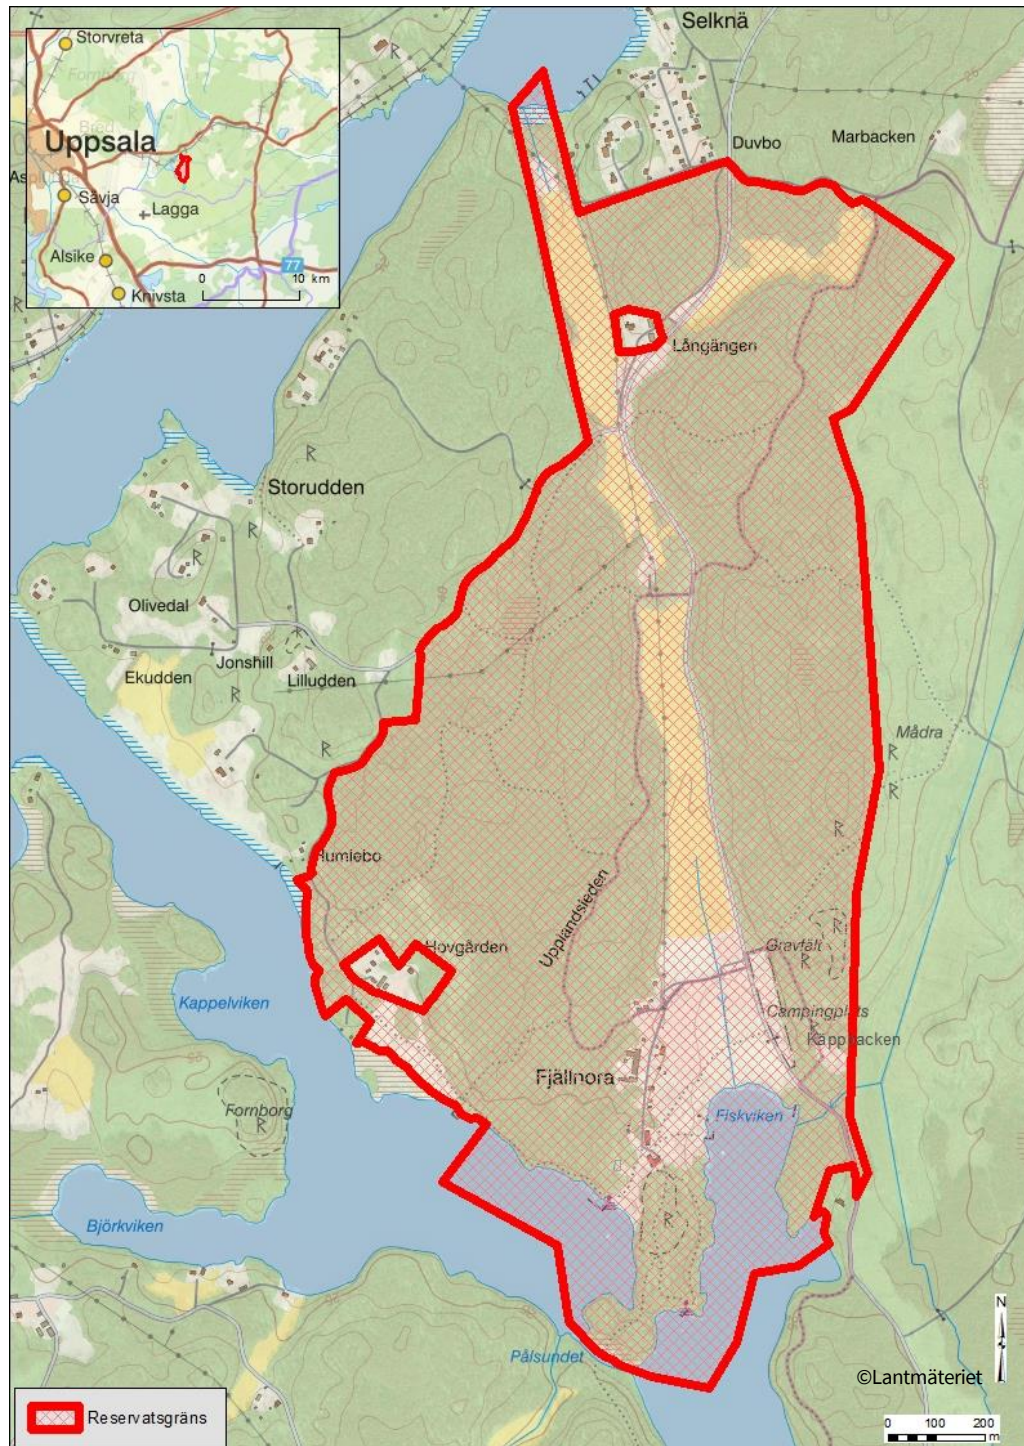 Storvreta
Uppsala
Sävja
Lagga
Alsike
77
0 10 km
Knivsta
Selknä
Duvbo
Marbacken
Långängen
Storudden
Olivedal
Jonshill
Ekudden
Lilludden
Mådra
Humlebo
Upplandsleden
Hovgården
Gravfält
Kappelviken
Campingplats
Kappbacken
Fjällnora
Fornborg
Fiskviken
Björkviken
Pålsundet
N
©Lantmäteriet
Reservatsgräns
0 100 200
m